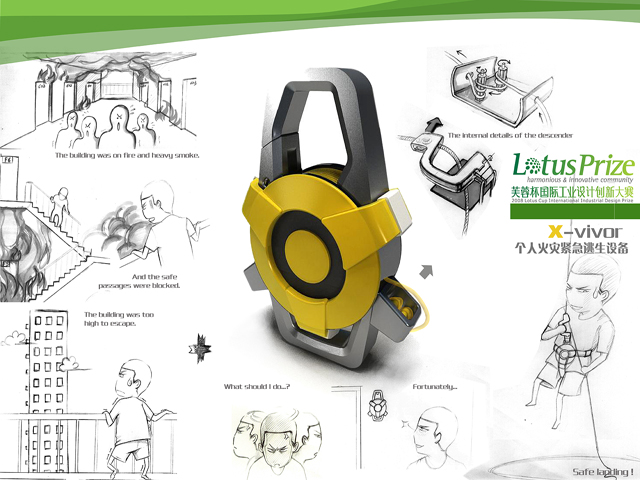 The building was on fire and heavy smoke.
The internal details of the descender
LotusPrize
harmonious & innovative community
芙蓉杯国际工业设计创新大赛
2009 Lotus Cup International Industrial Design Prize
X-vivor
个人火灾紧急逃生设备
And the safe
passages were blocked.
The building was too
high to escape.
What should I do...?
Fortunately...
Safe landing !